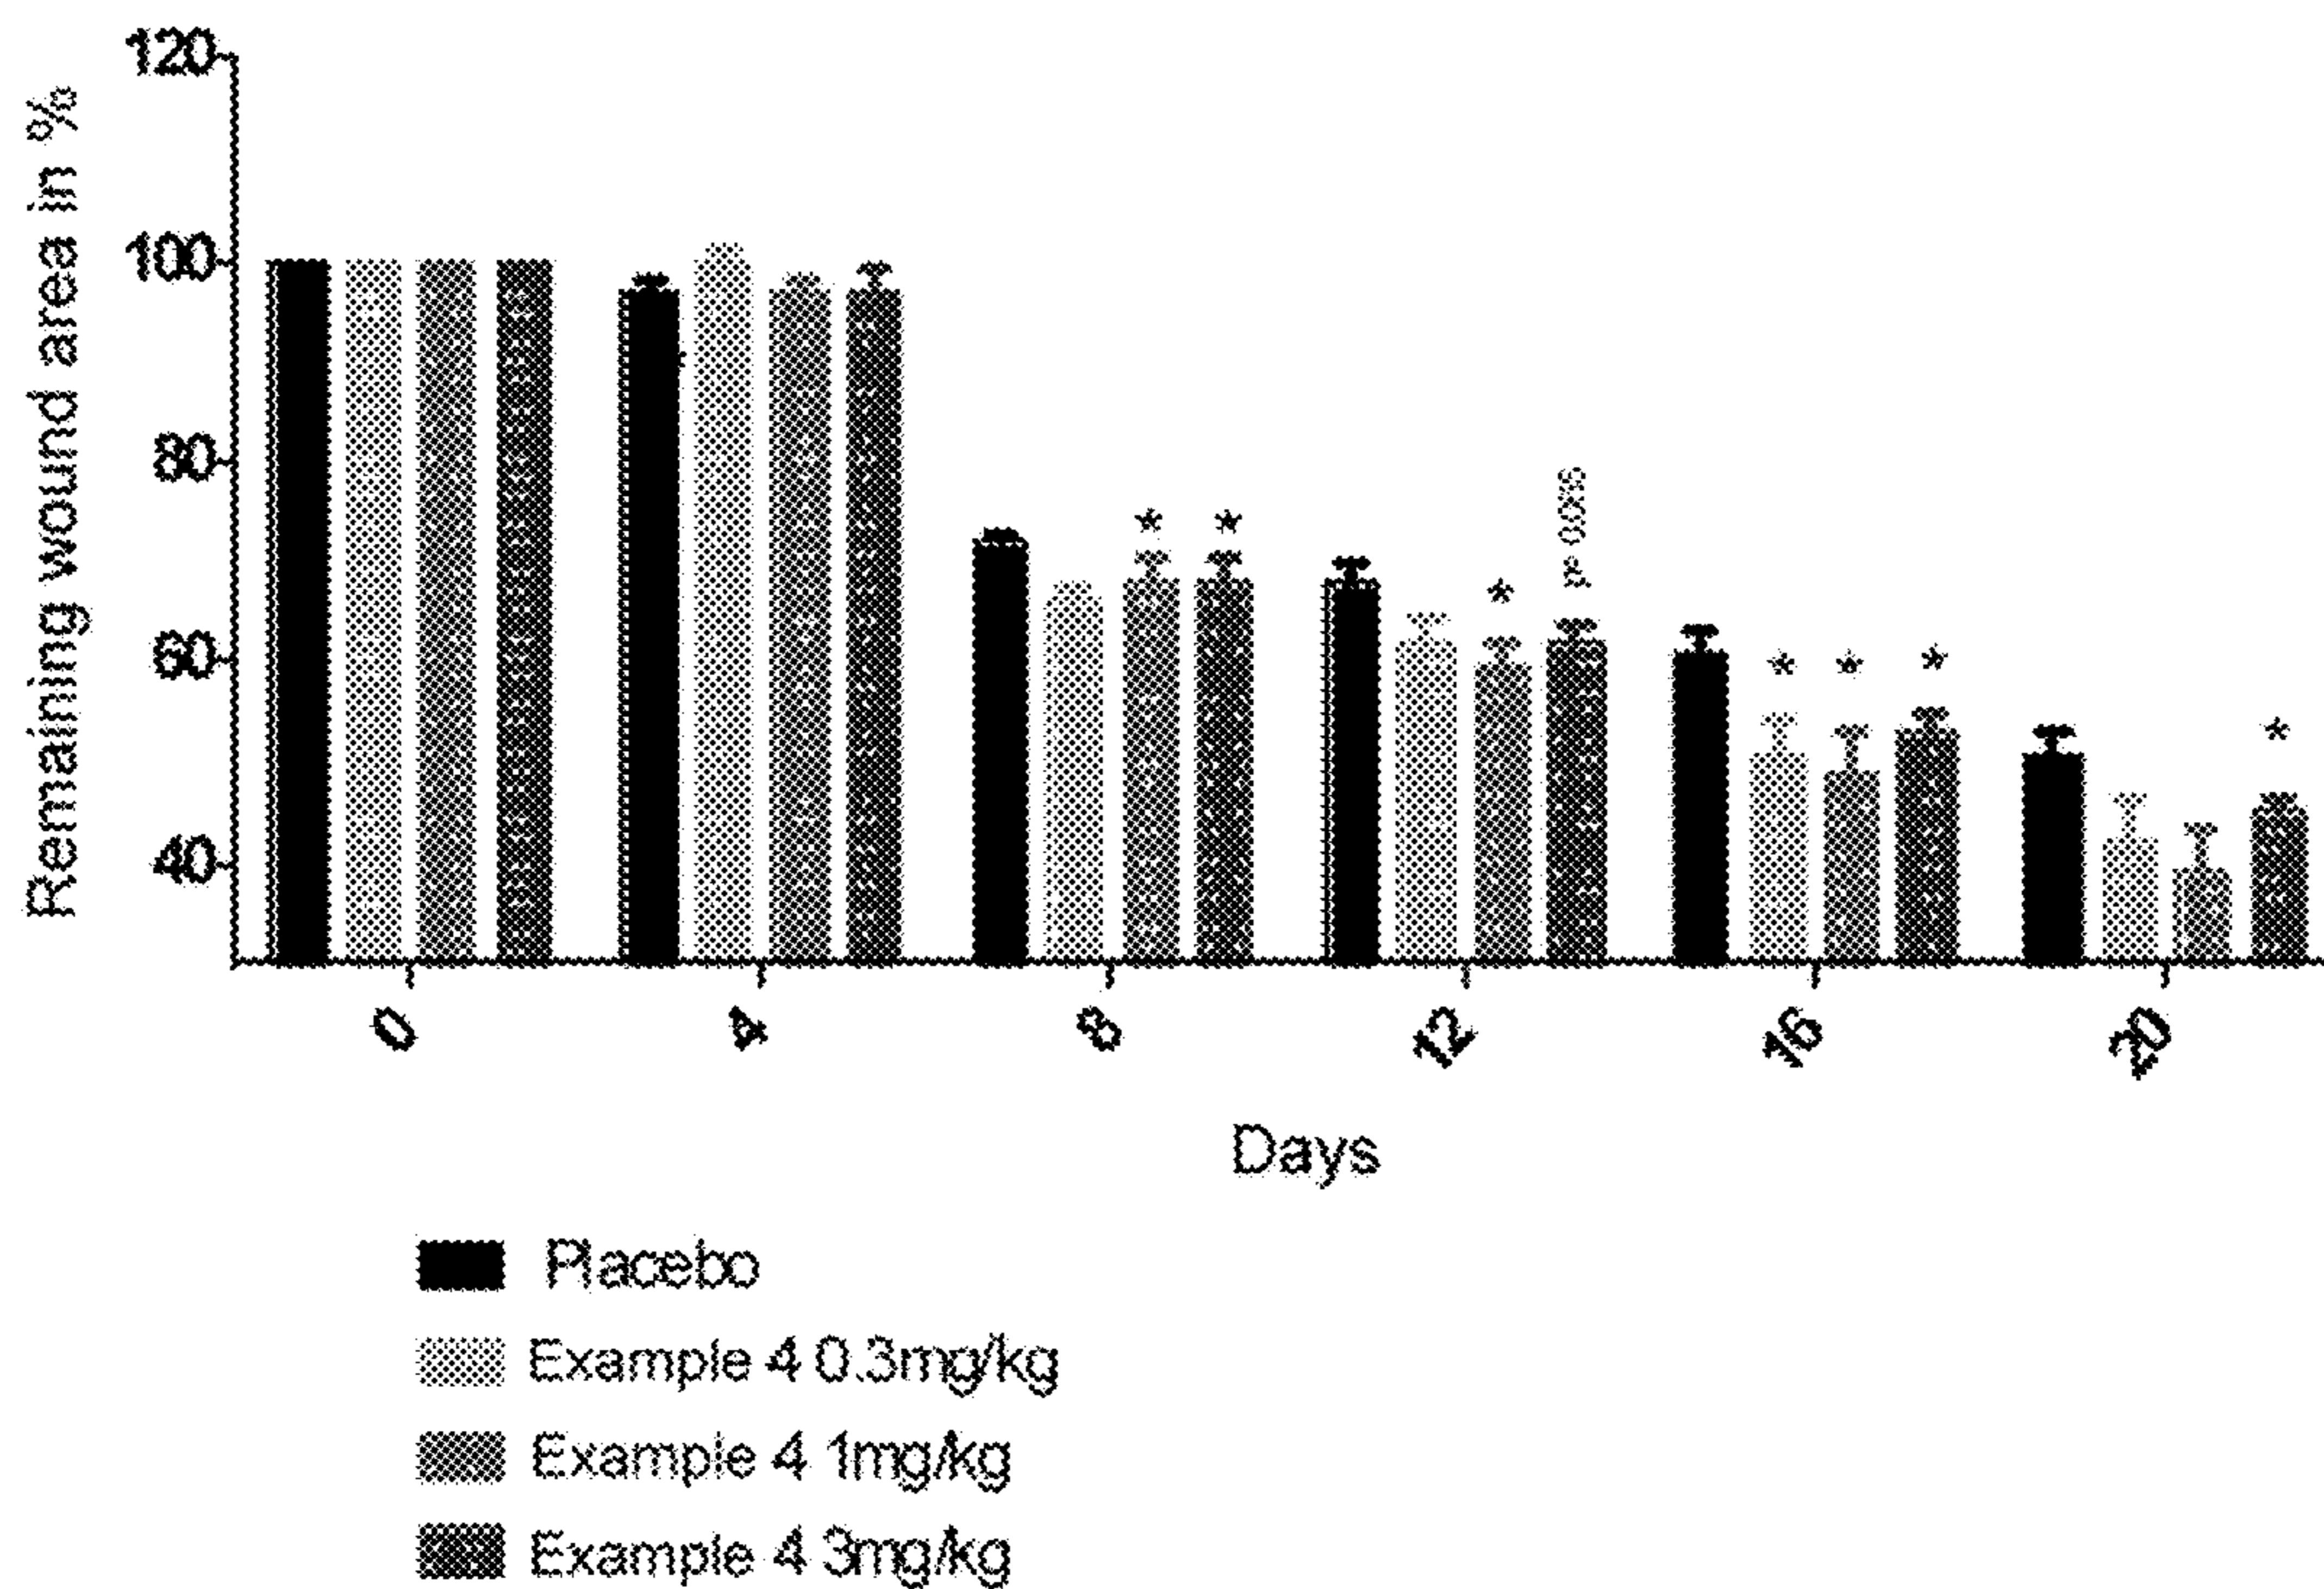 Remaining wound area in %
120
100
80
60
40
* * * P * * * * *
0 4 8 12 16 20
Days
Placebo
Example 4 0.3mg/kg
Example 4 1mg/kg
Example 4 3mg/kg